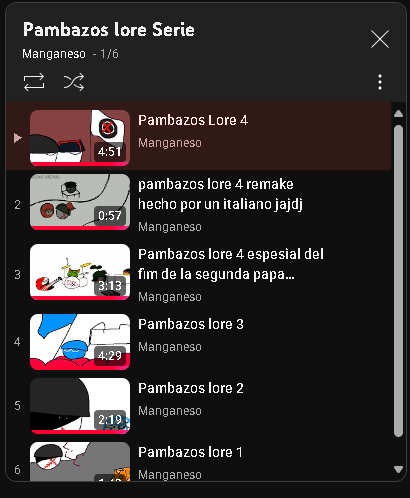 Pambazos lore Serie
Manganeso - 1/6
Pambazos Lore 4
Manganeso
4:51
2
pambazos lore 4 remake
hecho por un italiano jajdj
Manganeso
0:57
3
Pambazos lore 4 espesial del
fim de la segunda papa...
Manganeso
3:13
4
Pambazos lore 3
Manganeso
4:29
5
Pambazos lore 2
Manganeso
2:19
6
Pambazos lore 1
Manganeso